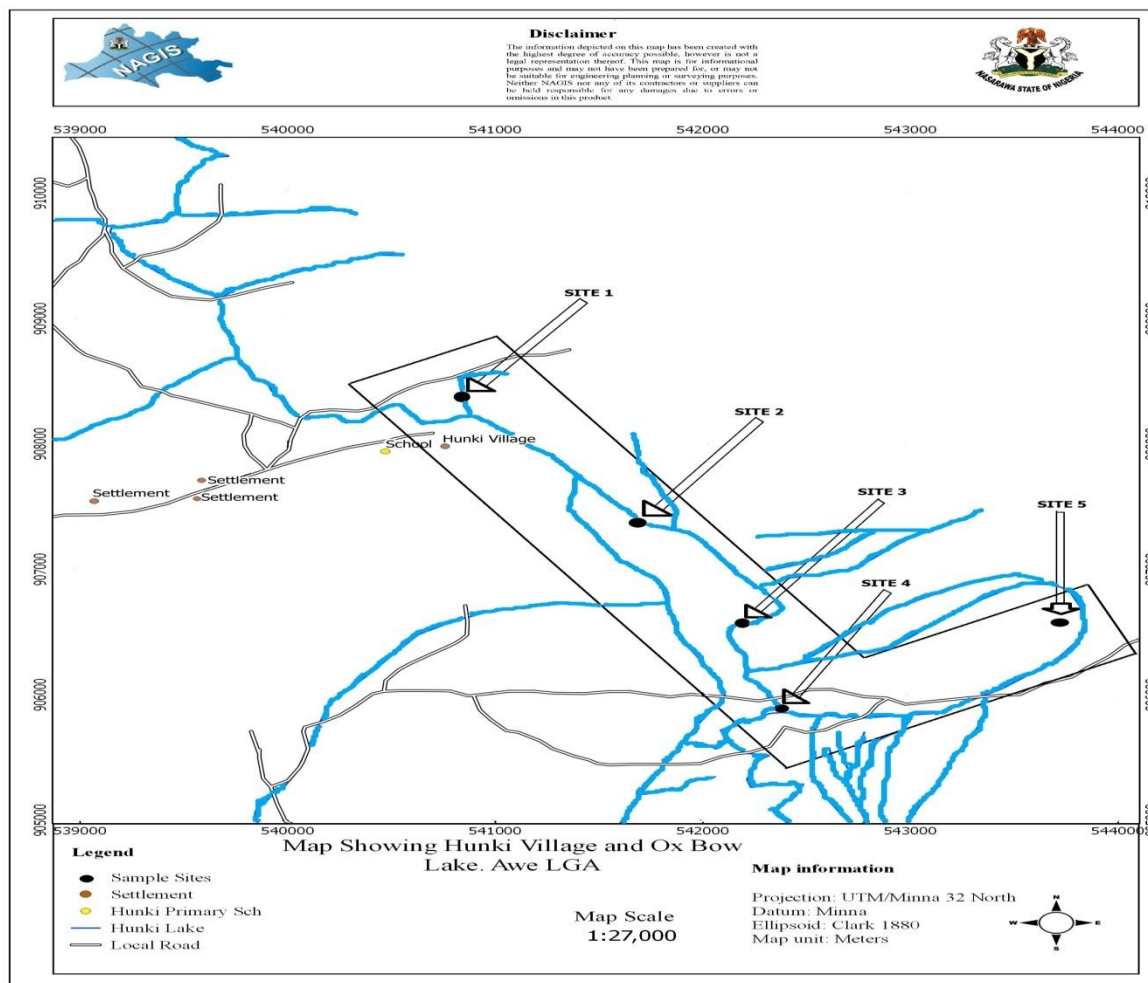 NAGIS
Disclaimer
The information depicted on this map has been created with
the highest degree of accuracy possible, however is not a
legal representation thereof. This map is for informational
purposes and may not have been prepared for, or may not
be suitable for engineering planning or surveying purposes.
Neither NAGIS nor any of its contractors or suppliers can
be held responsible for any damages due to errors or
omissions in this product.
NASARAWA STATE OF NIGERIA
539000 540000 541000 542000 543000 544000
910000
909000
908000
907000
906000
905000
SITE 1
SITE 2
SITE 3
SITE 4
SITE 5
School
Hunki Village
Settlement
Settlement
Settlement
539000 540000 541000 542000 543000 544000
Legend
Sample Sites
Settlement
Hunki Primary Sch
Hunki Lake
Local Road
Map Showing Hunki Village and Ox Bow
Lake. Awe LGA
Map Scale
1:27,000
Map information
Projection: UTM/Minna 32 North
Datum: Minna
Ellipsoid: Clark 1880
Map unit: Meters
N
W E
S